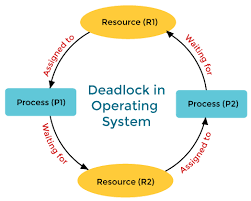 Resource (R1)
Assigned to
Waiting for
Process (P1)
Deadlock in
Operating
System
Process (P2)
Waiting for
Assigned to
Resource (R2)